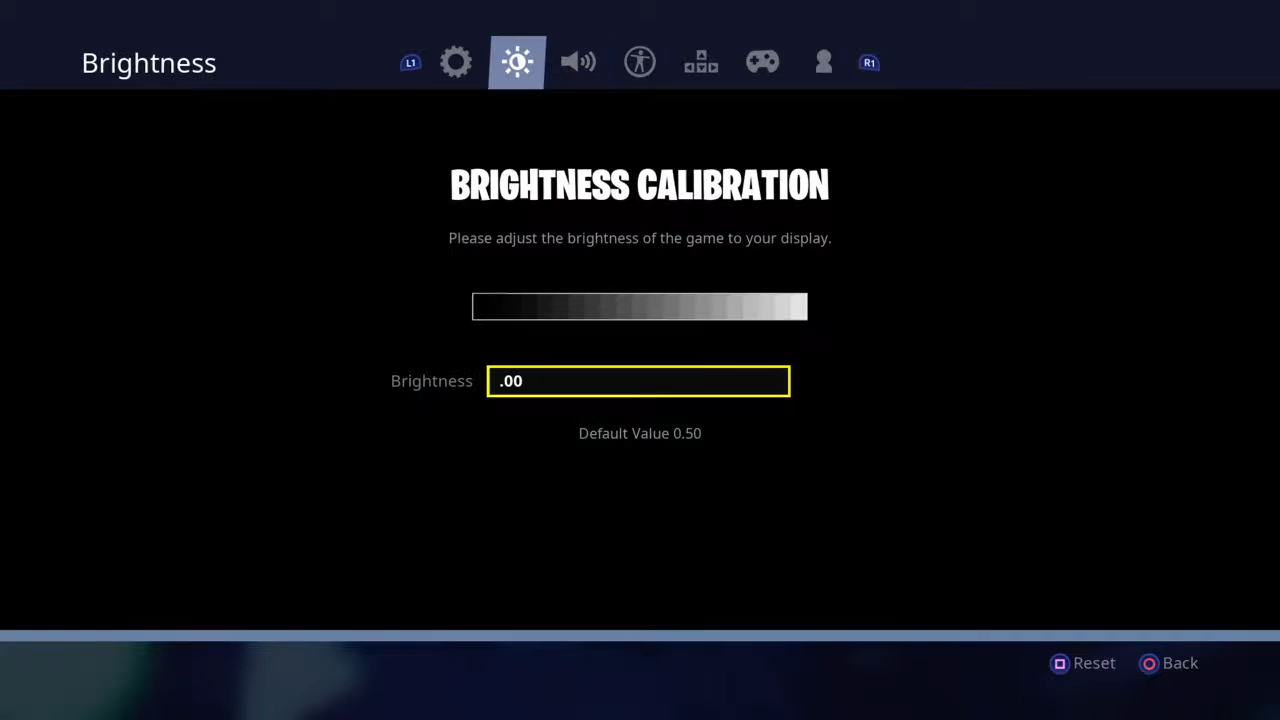 Brightness
L1
R1
BRIGHTNESS CALIBRATION
Please adjust the brightness of the game to your display.
Brightness .00
Default Value 0.50
Reset Back